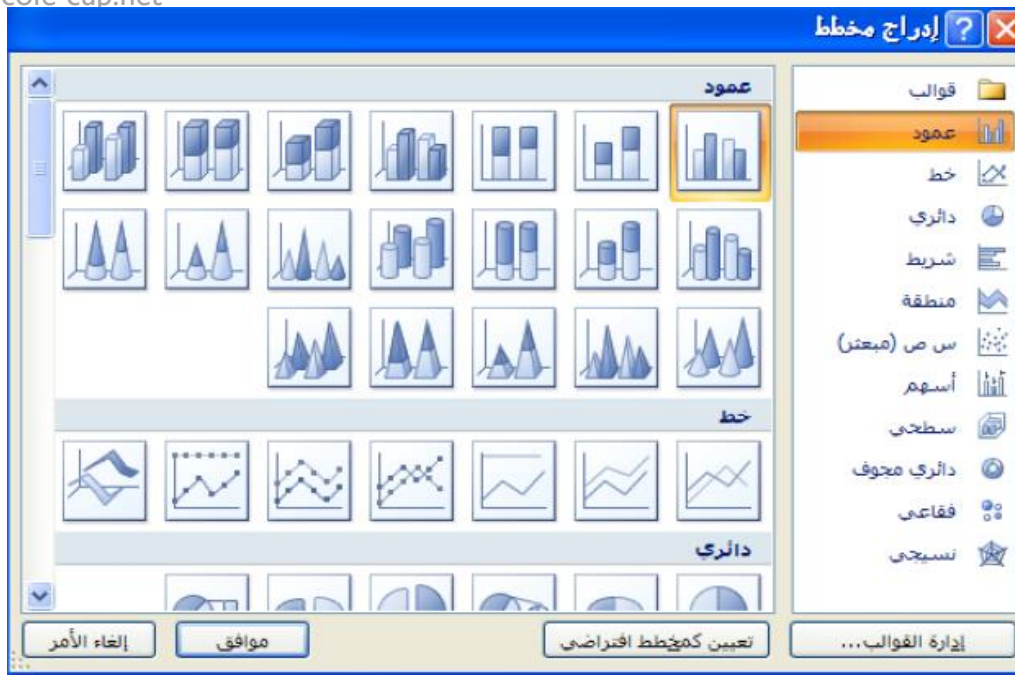 إدراج مخطط
قوالب
عمود
خط
دائري
شريط
منطقة
س ص (مبعثر)
أسهم
سطحي
دائري مجوف
فقاعي
نسيجي
عمود
خط
دائري
إدارة القوالب...
تعيين كمخطط افتراضي
موافق
إلغاء الأمر